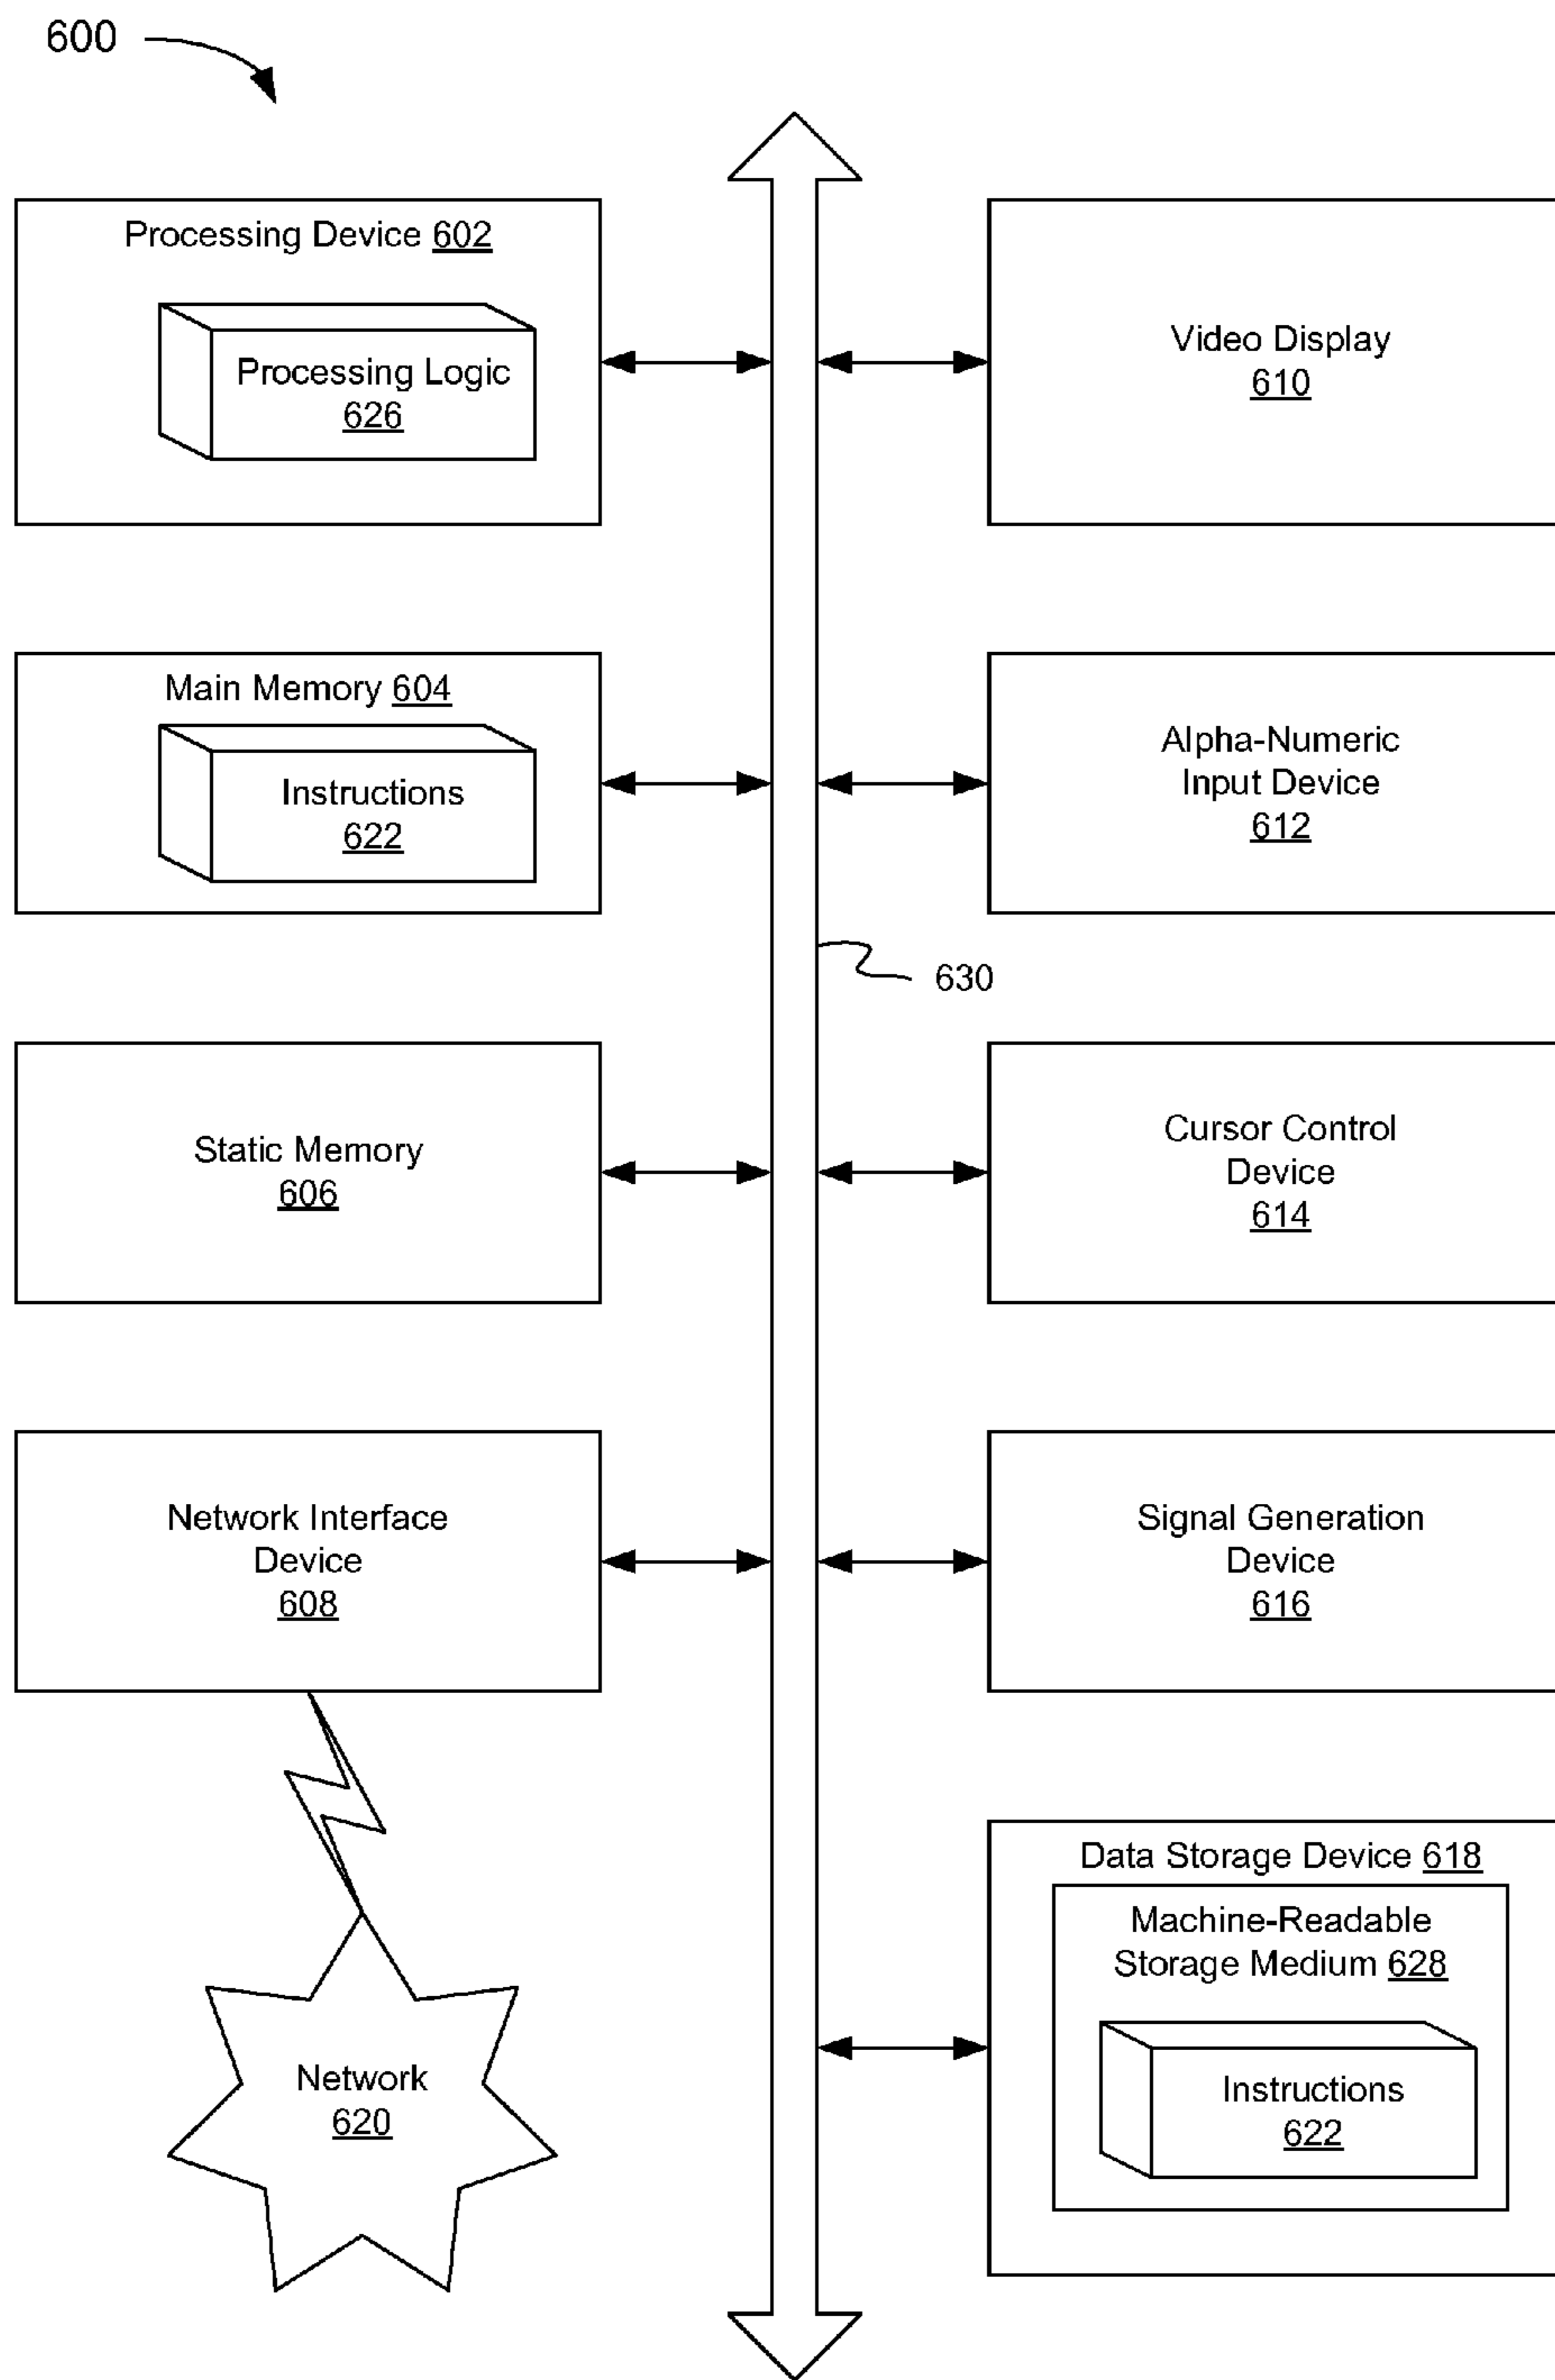 600
Processing Device 602
Processing Logic
626
Video Display
610
Main Memory 604
Instructions
622
Alpha-Numeric
Input Device
612
630
Static Memory
606
Cursor Control
Device
614
Network Interface
Device
608
Signal Generation
Device
616
Data Storage Device 618
Machine-Readable
Storage Medium 628
Instructions
622
Network
620